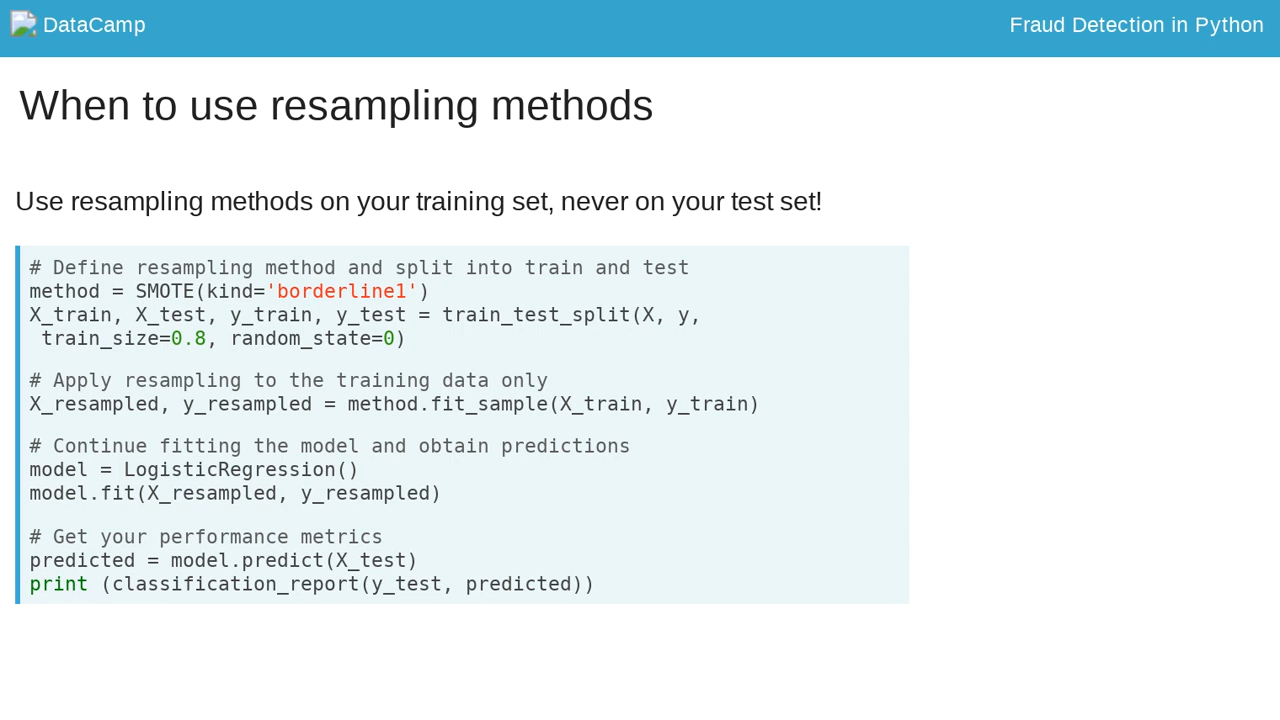 DataCamp
Fraud Detection in Python
When to use resampling methods
Use resampling methods on your training set, never on your test set!
# Define resampling method and split into train and test
method = SMOTE(kind='borderline1')
X_train, X_test, y_train, y_test = train_test_split(X, y,
 train_size=0.8, random_state=0)
# Apply resampling to the training data only
X_resampled, y_resampled = method.fit_sample(X_train, y_train)
# Continue fitting the model and obtain predictions
model = LogisticRegression()
model.fit(X_resampled, y_resampled)
# Get your performance metrics
predicted = model.predict(X_test)
print (classification_report(y_test, predicted))